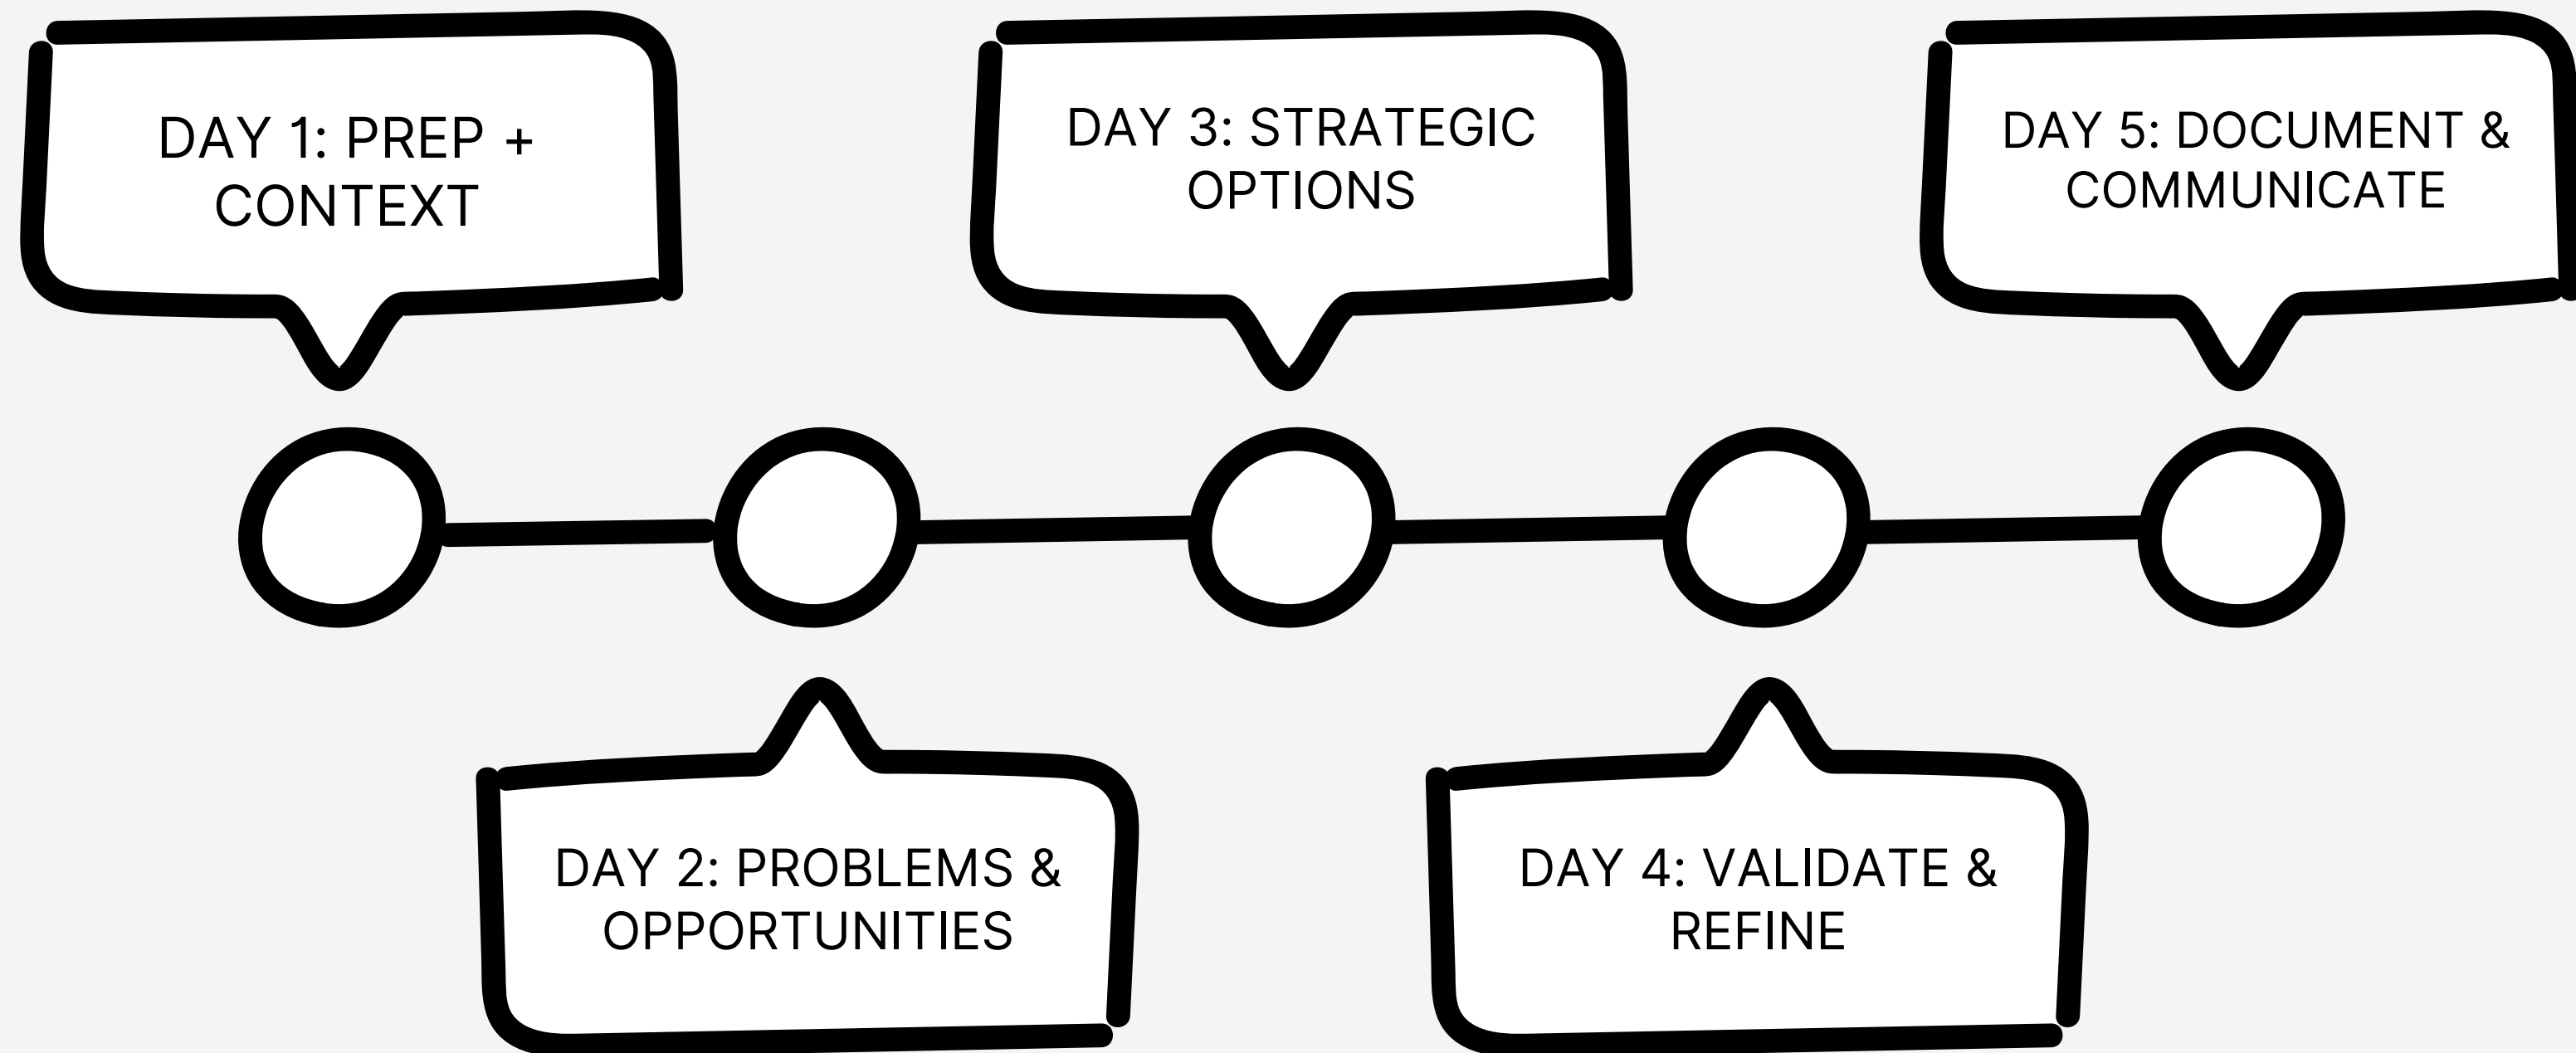 DAY 1: PREP +
CONTEXT
DAY 2: PROBLEMS &
OPPORTUNITIES
DAY 3: STRATEGIC
OPTIONS
DAY 4: VALIDATE &
REFINE
DAY 5: DOCUMENT &
COMMUNICATE